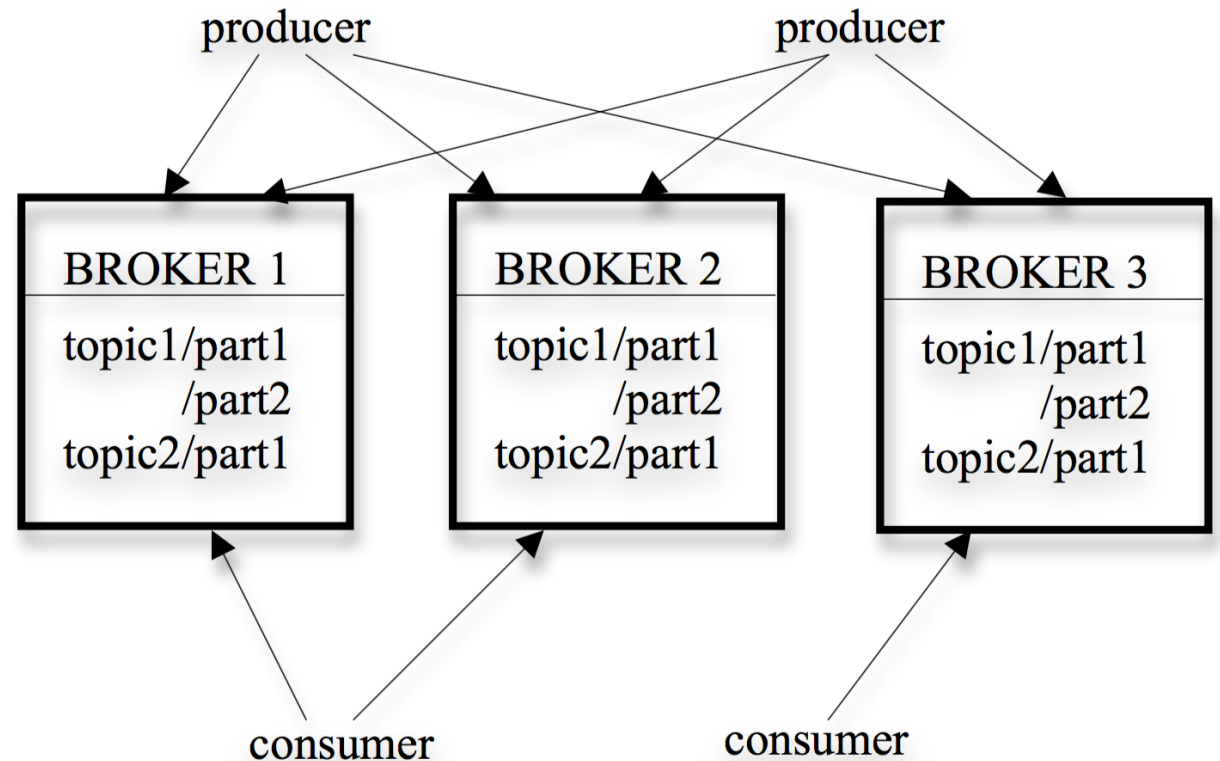 producer
producer
BROKER 1
topic1/part1
/part2
topic2/part1
BROKER 2
topic1/part1
/part2
topic2/part1
BROKER 3
topic1/part1
/part2
topic2/part1
consumer
consumer